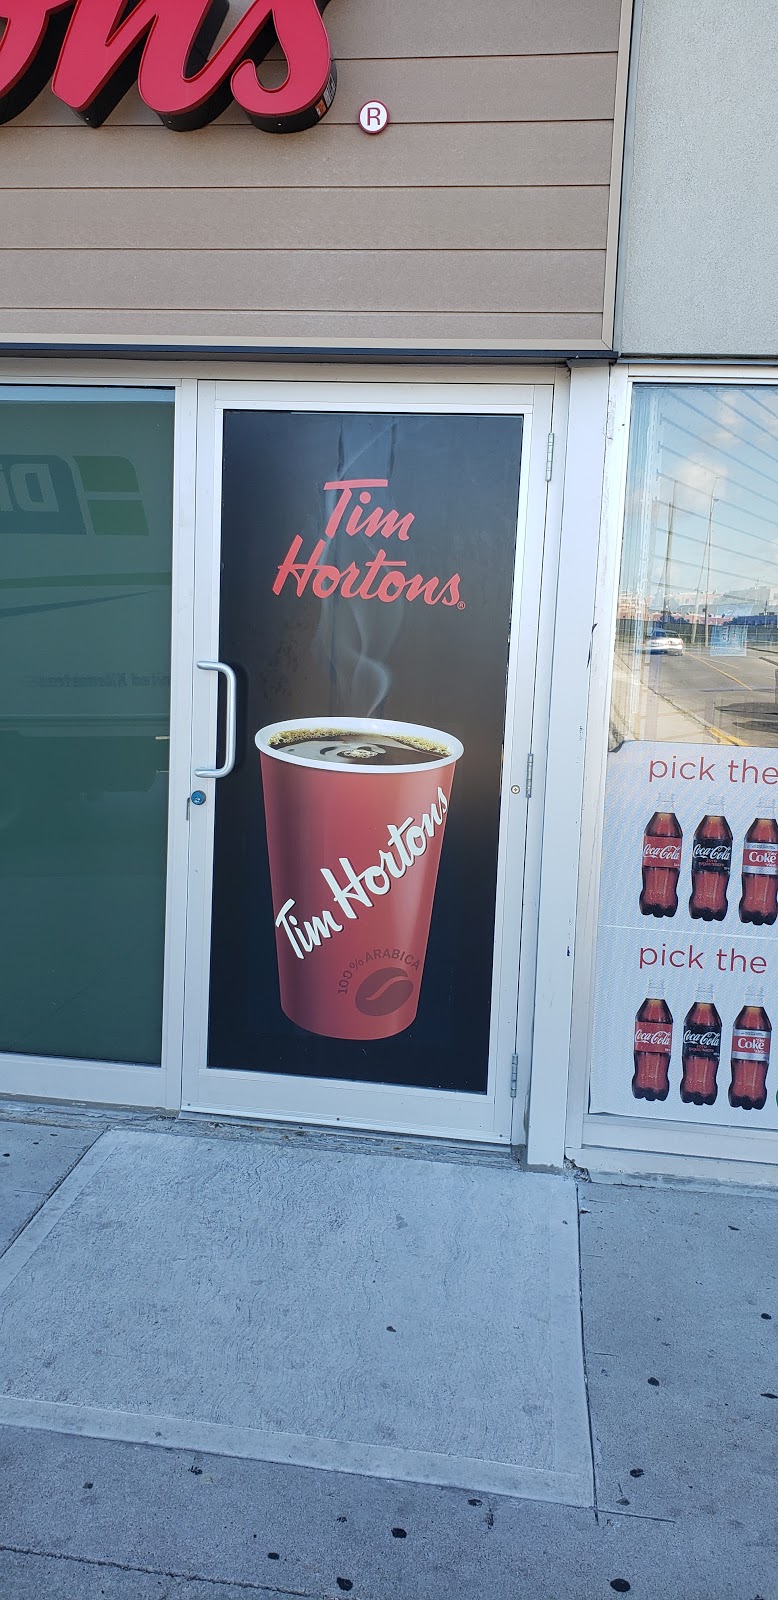 ons
®
Tim
Hortons®
Tim Hortons
100% ARABICA
pick the
Coca-Cola
Coca-Cola
Coke
pick the
Coca-Cola
Coca-Cola
Coke